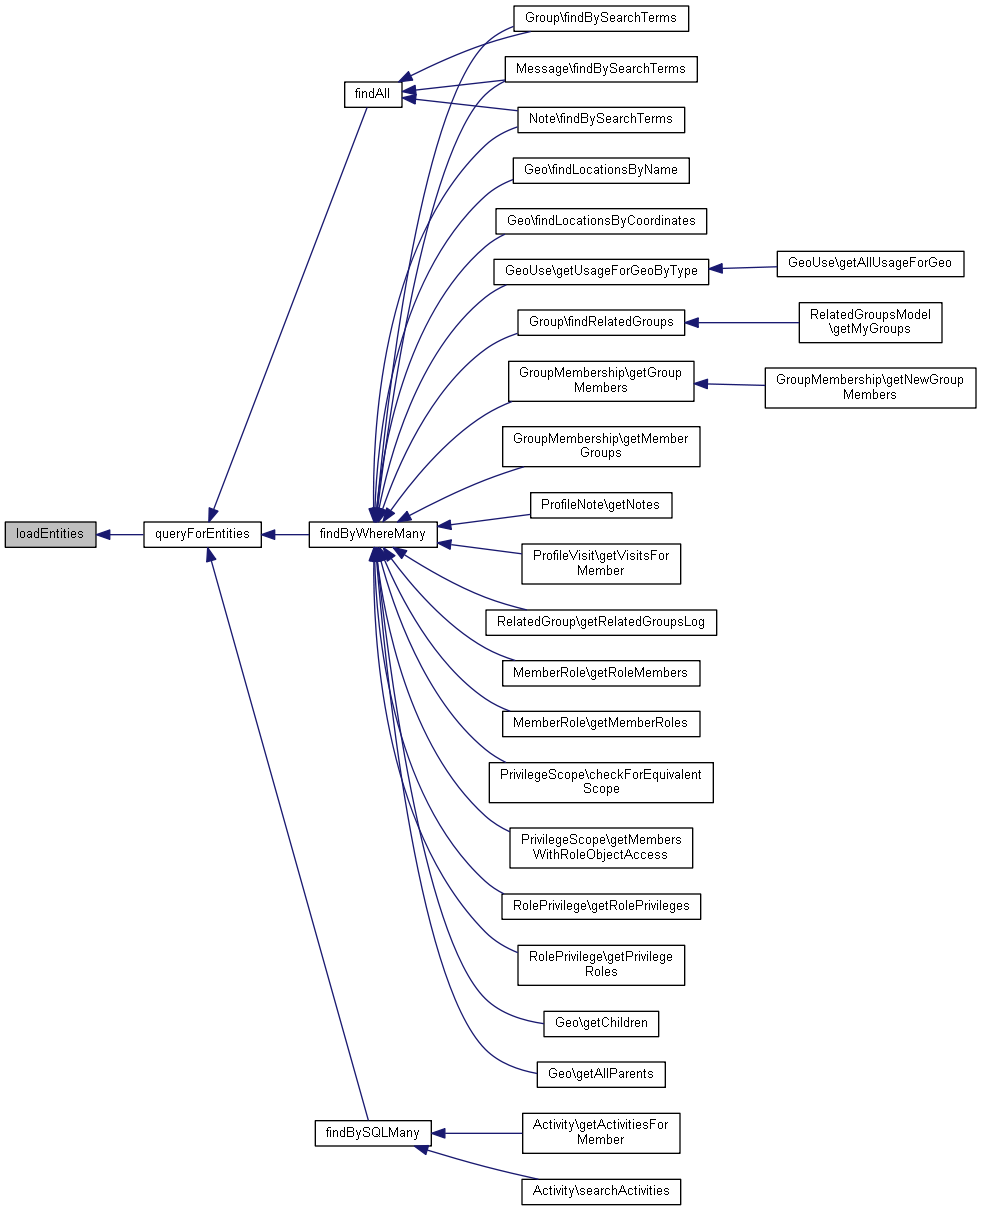 loadEntities
queryForEntities
findAll
findByWhereMany
findBySQLMany
Group\findBySearchTerms
Message\findBySearchTerms
Note\findBySearchTerms
Geo\findLocationsByName
Geo\findLocationsByCoordinates
GeoUse\getUsageForGeoByType
Group\findRelatedGroups
GroupMembership\getGroup
Members
GroupMembership\getMember
Groups
ProfileNote\getNotes
ProfileVisit\getVisitsFor
Member
RelatedGroup\getRelatedGroupsLog
MemberRole\getRoleMembers
MemberRole\getMemberRoles
PrivilegeScope\checkForEquivalent
Scope
PrivilegeScope\getMembers
WithRoleObjectAccess
RolePrivilege\getRolePrivileges
RolePrivilege\getPrivilege
Roles
Geo\getChildren
Geo\getAllParents
Activity\getActivitiesFor
Member
Activity\searchActivities
GeoUse\getAllUsageForGeo
RelatedGroupsModel
\getMyGroups
GroupMembership\getNewGroup
Members